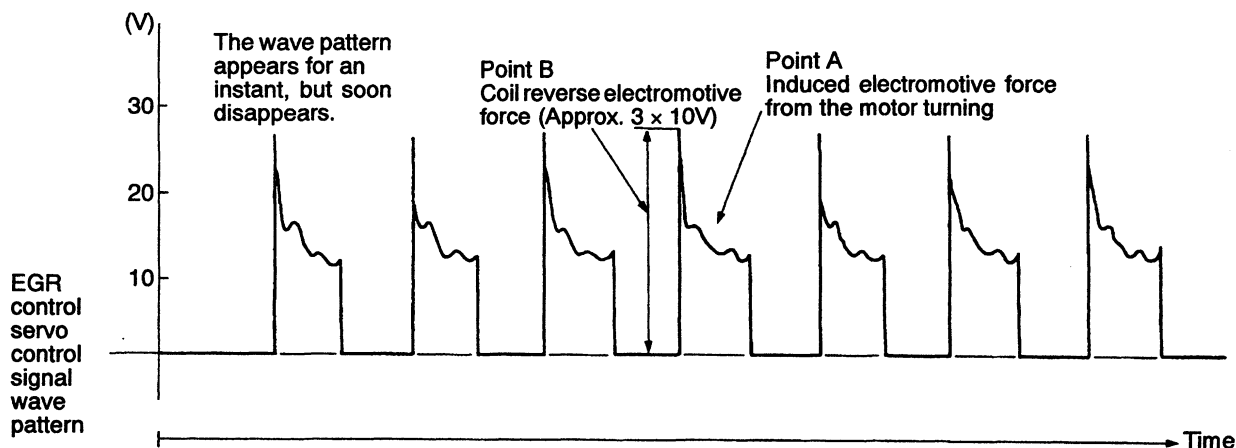 (V)
The wave pattern
appears for an
instant, but soon
disappears.
Point B
Coil reverse electromotive
force (Approx. 3 × 10V)
Point A
Induced electromotive force
from the motor turning
30
20
10
EGR
control
servo
control
signal
wave
pattern
Time